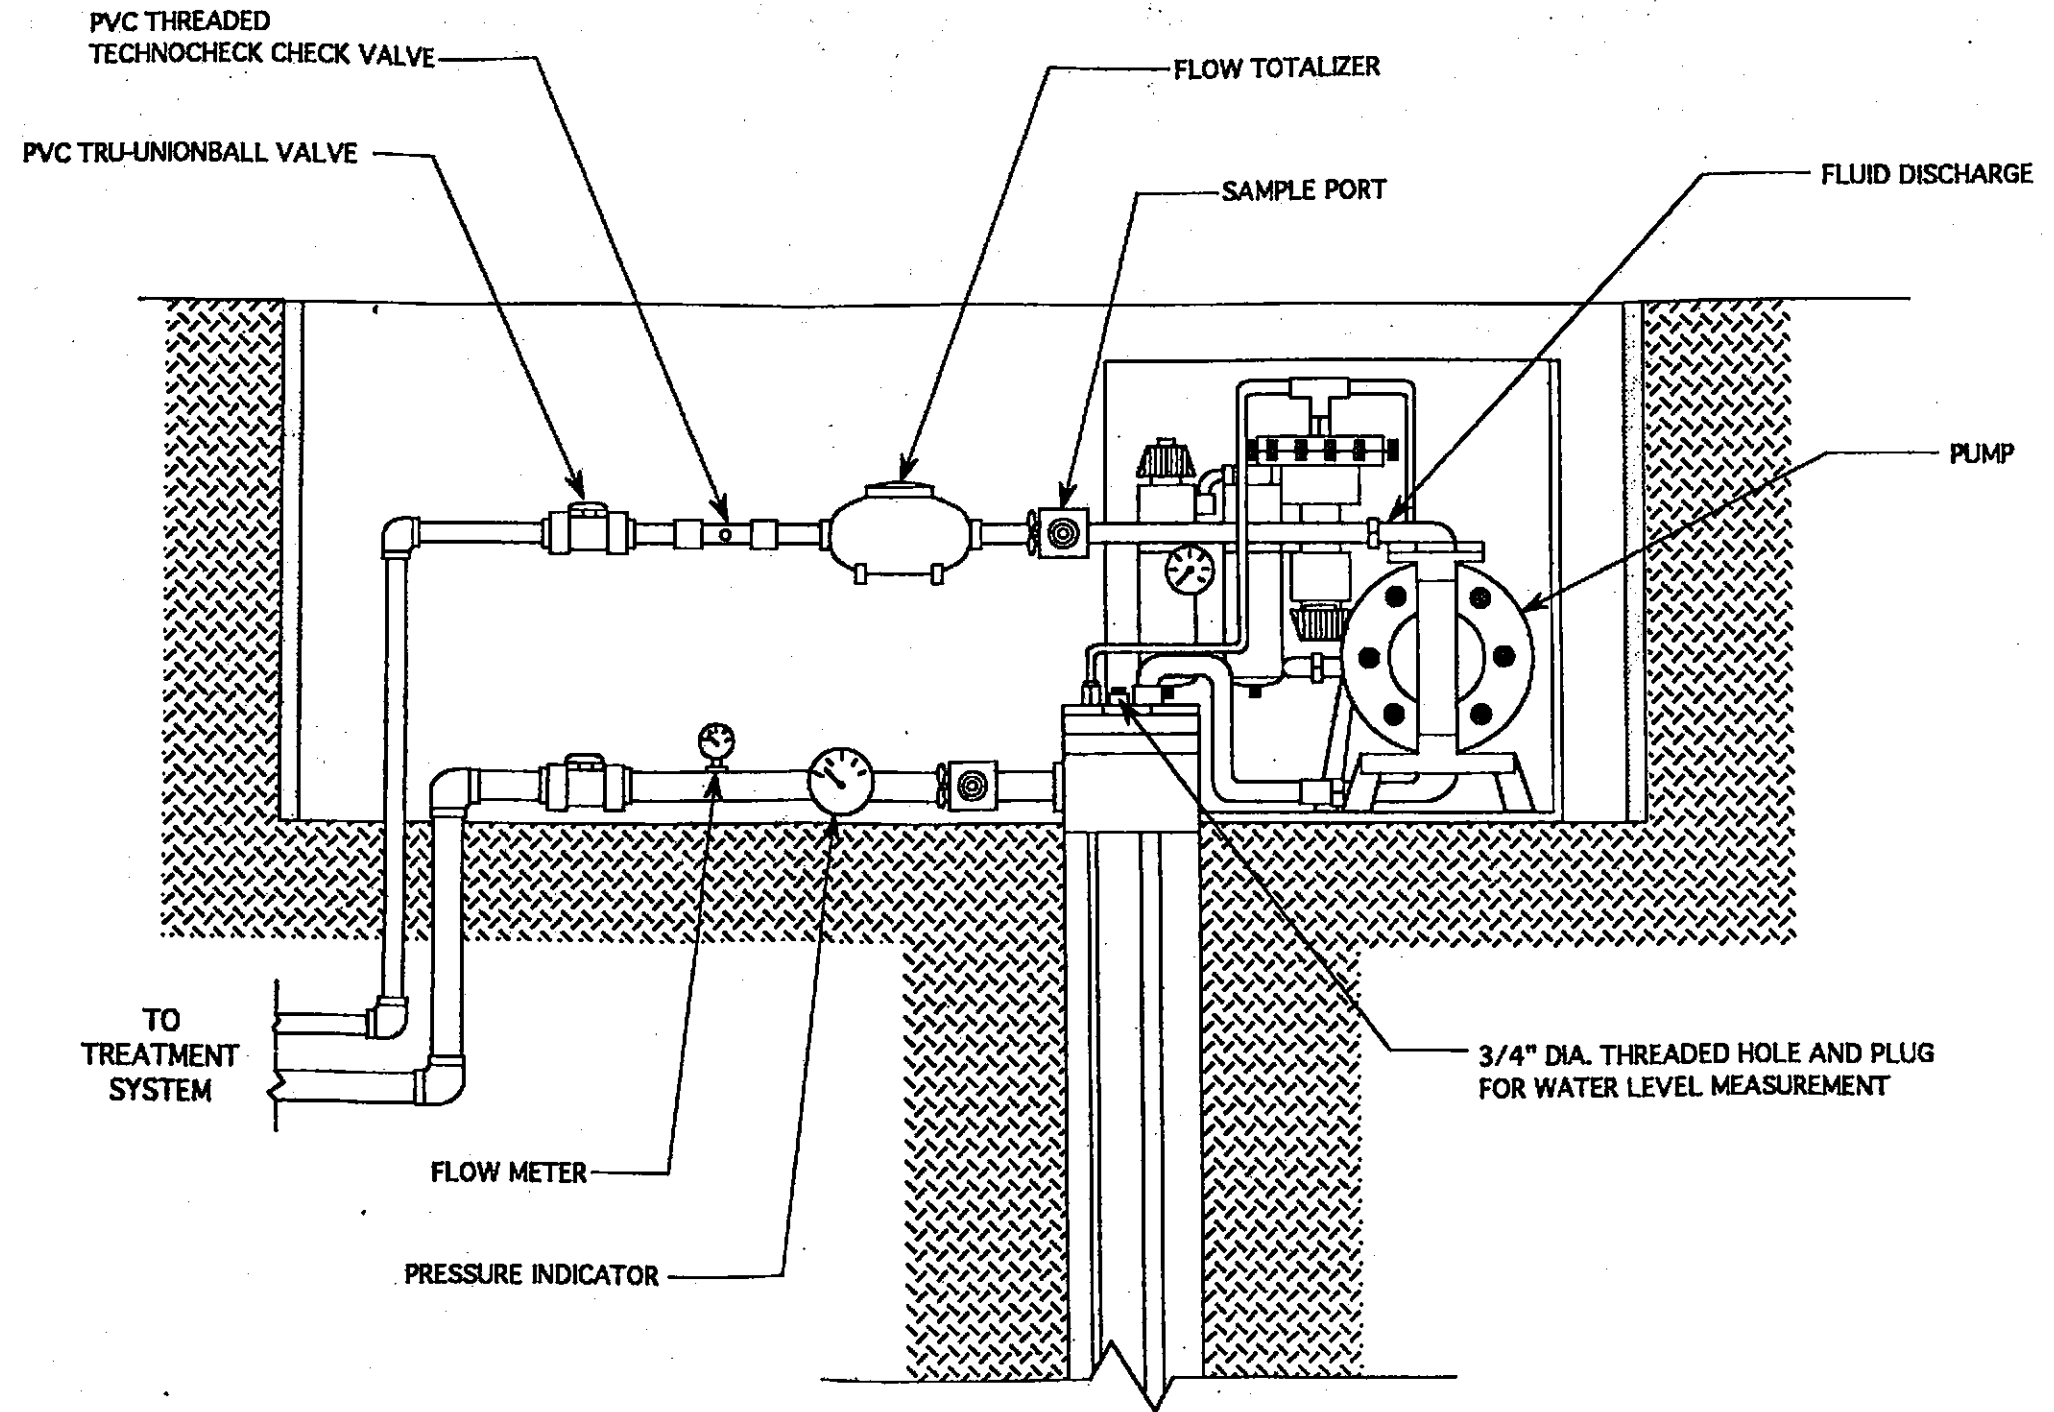 PVC THREADED
TECHNOCHECK CHECK VALVE
FLOW TOTALIZER
PVC TRU-UNIONBALL VALVE
SAMPLE PORT
FLUID DISCHARGE
PUMP
TO
TREATMENT
SYSTEM
3/4" DIA. THREADED HOLE AND PLUG
FOR WATER LEVEL MEASUREMENT
FLOW METER
PRESSURE INDICATOR